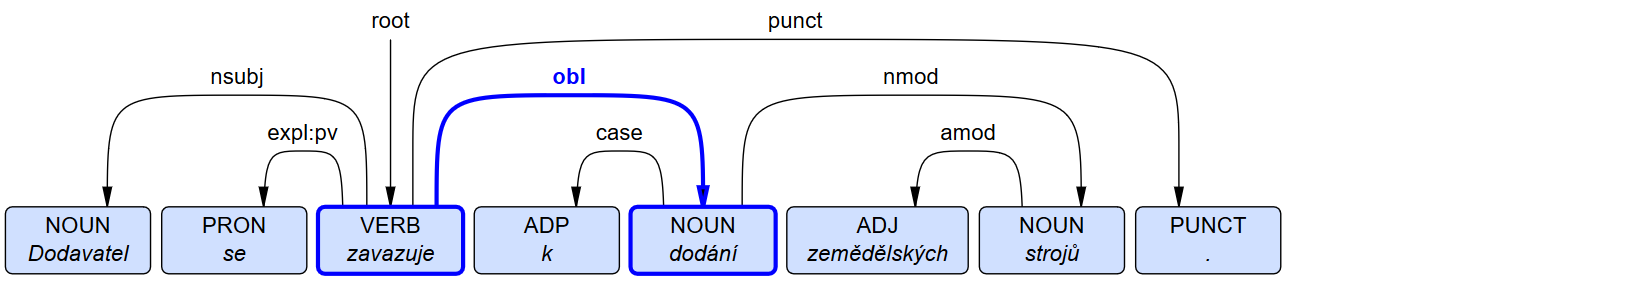 root punct
nsubj obl nmod
expl:pv case amod
NOUN PRON VERB ADP NOUN ADJ NOUN PUNCT
Dodavatel se zavazuje k dodání zemědělských strojů .